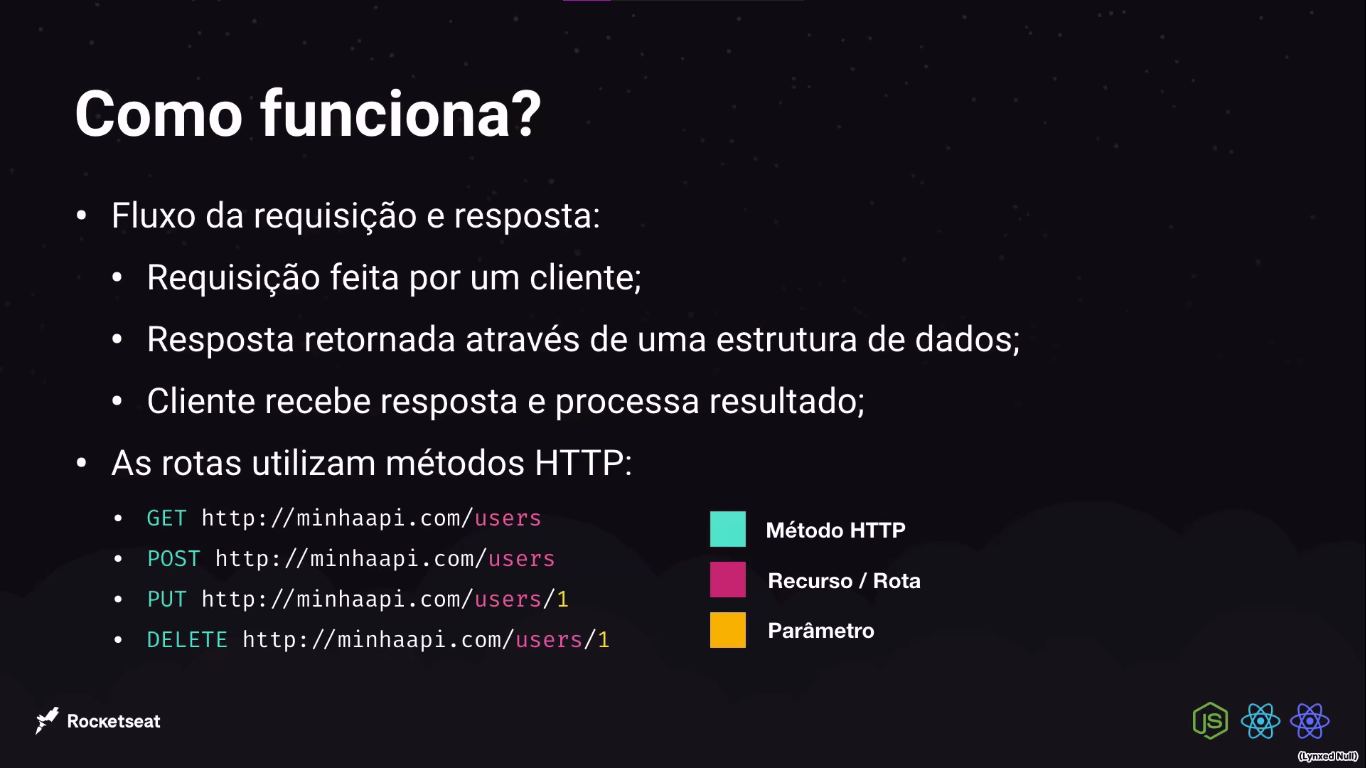 Como funciona?
• Fluxo da requisição e resposta:
• Requisição feita por um cliente;
• Resposta retornada através de uma estrutura de dados;
• Cliente recebe resposta e processa resultado;
• As rotas utilizam métodos HTTP:
• GET http://minhaapi.com/users
• POST http://minhaapi.com/users
• PUT http://minhaapi.com/users/1
• DELETE http://minhaapi.com/users/1
Método HTTP
Recurso / Rota
Parâmetro
Rocketseat
JS
(Lynxed Null)